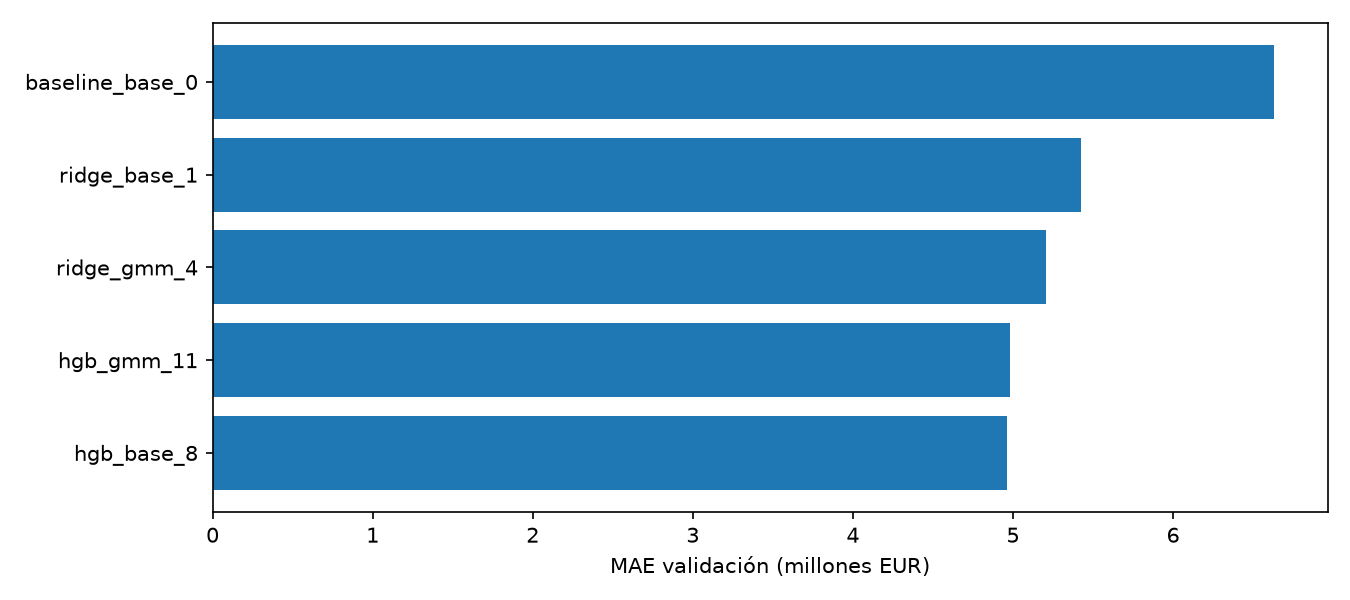 baseline_base_0
ridge_base_1
ridge_gmm_4
hgb_gmm_11
hgb_base_8
0 1 2 3 4 5 6
MAE validación (millones EUR)